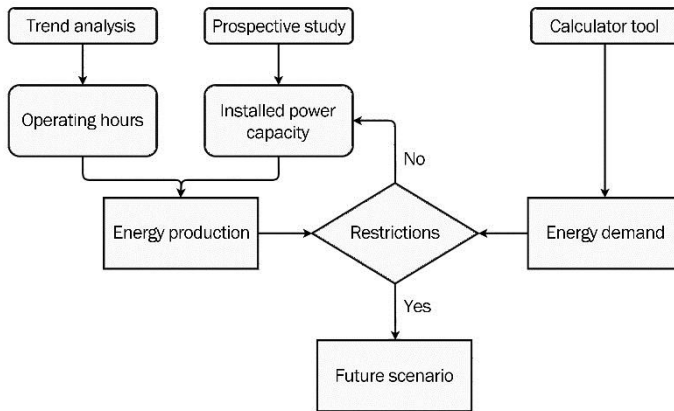 Trend analysis
Prospective study
Calculator tool
Operating hours
Installed power
capacity
No
Energy production
Restrictions
Energy demand
Yes
Future scenario